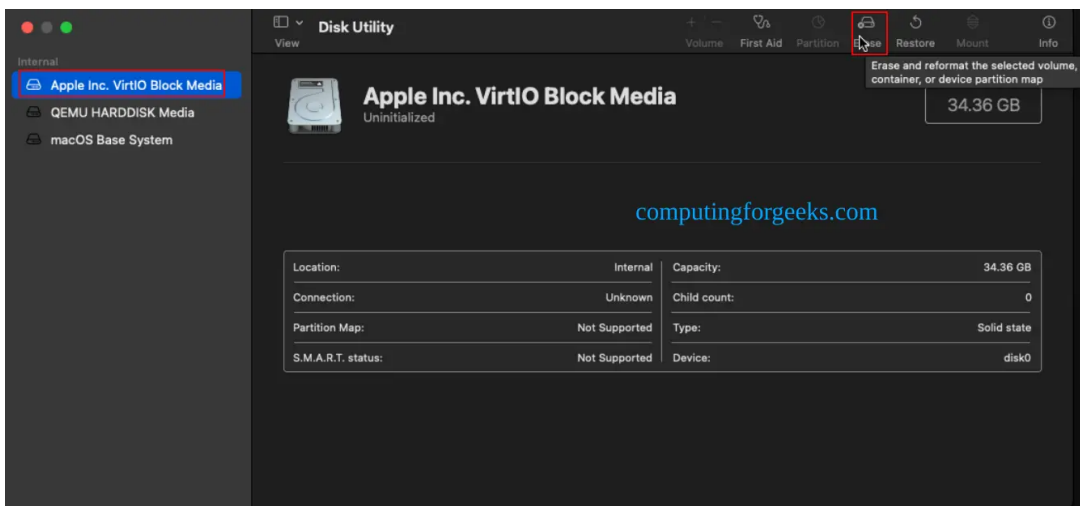 Disk Utility
View
Volume
First Aid
Partition
Erase
Restore
Mount
Info
Erase and reformat the selected volume,
container, or device partition map
Internal
Apple Inc. VirtIO Block Media
QEMU HARDDISK Media
macOS Base System
Apple Inc. VirtIO Block Media
Uninitialized
34.36 GB
computingforgeeks.com
Location: Internal
Capacity: 34.36 GB
Connection: Unknown
Child count: 0
Partition Map: Not Supported
Type: Solid state
S.M.A.R.T. status: Not Supported
Device: disk0